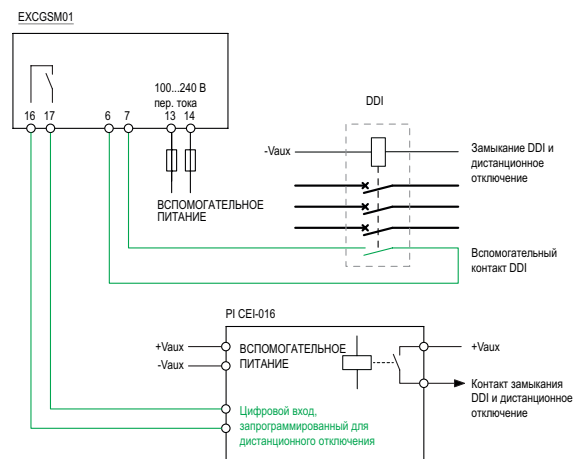 EXCGSM01
100...240 В
пер. тока
16 17 6 7 13 14
ВСПОМОГАТЕЛЬНОЕ
ПИТАНИЕ
DDI
-Vaux
Замыкание DDI и
дистанционное
отключение
Вспомогательный
контакт DDI
PI CEI-016
+Vaux
-Vaux
ВСПОМОГАТЕЛЬНОЕ
ПИТАНИЕ
+Vaux
Контакт замыкания
DDI и дистанционное
отключение
Цифровой вход,
запрограммированный для
дистанционного отключения